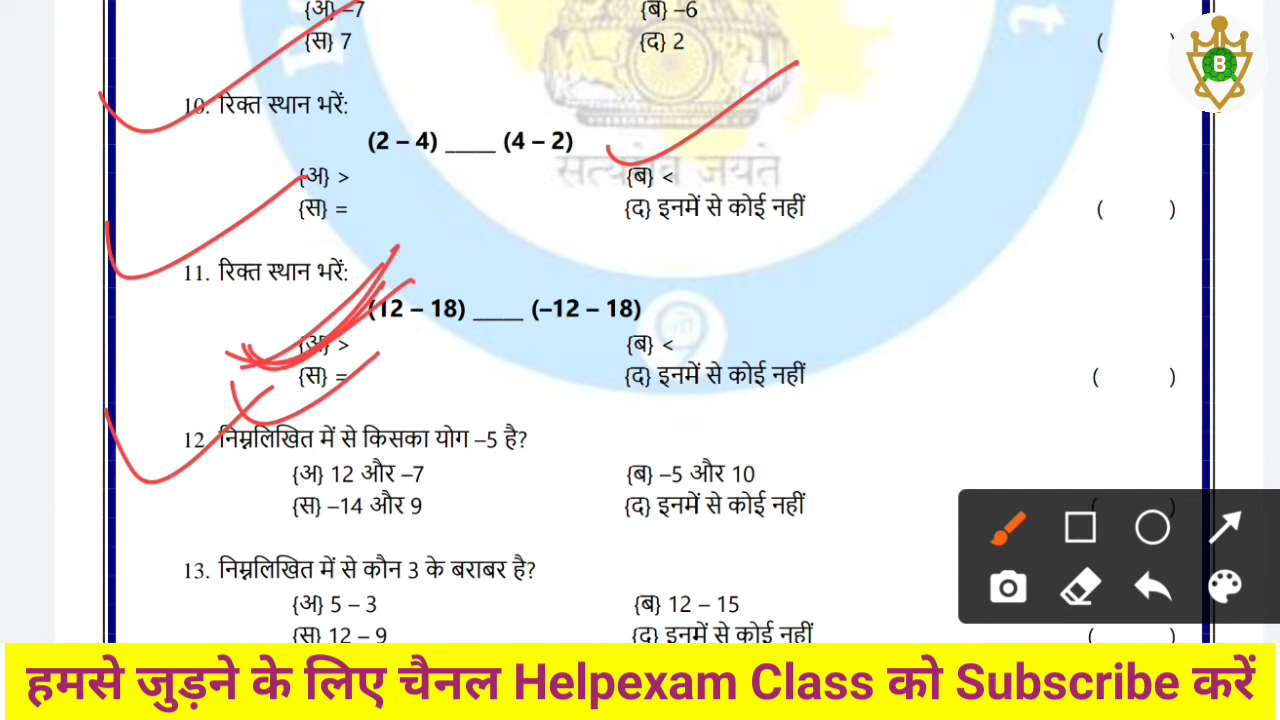 {अ} –7 {ब} –6
{स} 7 {द} 2 ( )
10. रिक्त स्थान भरें:
(2 – 4) ____ (4 – 2)
सत्यमेव जयते
{अ} > {ब} <
{स} = {द} इनमें से कोई नहीं ( )
11. रिक्त स्थान भरें:
(12 – 18) ____ (–12 – 18)
{अ} > {ब} <
{स} = {द} इनमें से कोई नहीं ( )
12. निम्नलिखित में से किसका योग –5 है?
{अ} 12 और –7 {ब} –5 और 10
{स} –14 और 9 {द} इनमें से कोई नहीं (
13. निम्नलिखित में से कौन 3 के बराबर है?
{अ} 5 – 3 {ब} 12 – 15
{स} 12 – 9 {द} इनमें से कोई नहीं ( )
B
हमसे जुड़ने के लिए चैनल Helpexam Class को Subscribe करें